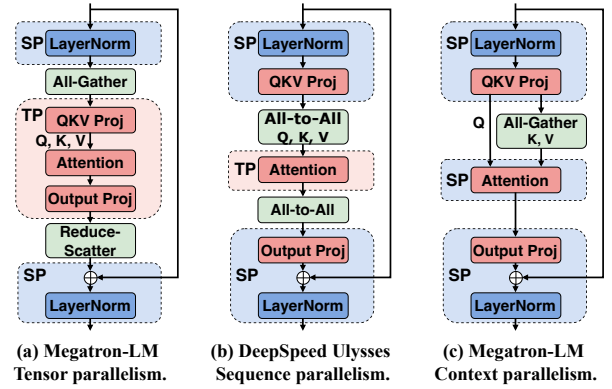 SP
LayerNorm
All-Gather
TP
QKV Proj
Q, K, V
Attention
Output Proj
Reduce-
Scatter
SP
LayerNorm
(a) Megatron-LM
Tensor parallelism.
SP
LayerNorm
QKV Proj
All-to-All
Q, K, V
TP
Attention
All-to-All
Output Proj
SP
LayerNorm
(b) DeepSpeed Ulysses
Sequence parallelism.
SP
LayerNorm
QKV Proj
Q
All-Gather
K, V
SP
Attention
Output Proj
SP
LayerNorm
(c) Megatron-LM
Context parallelism.